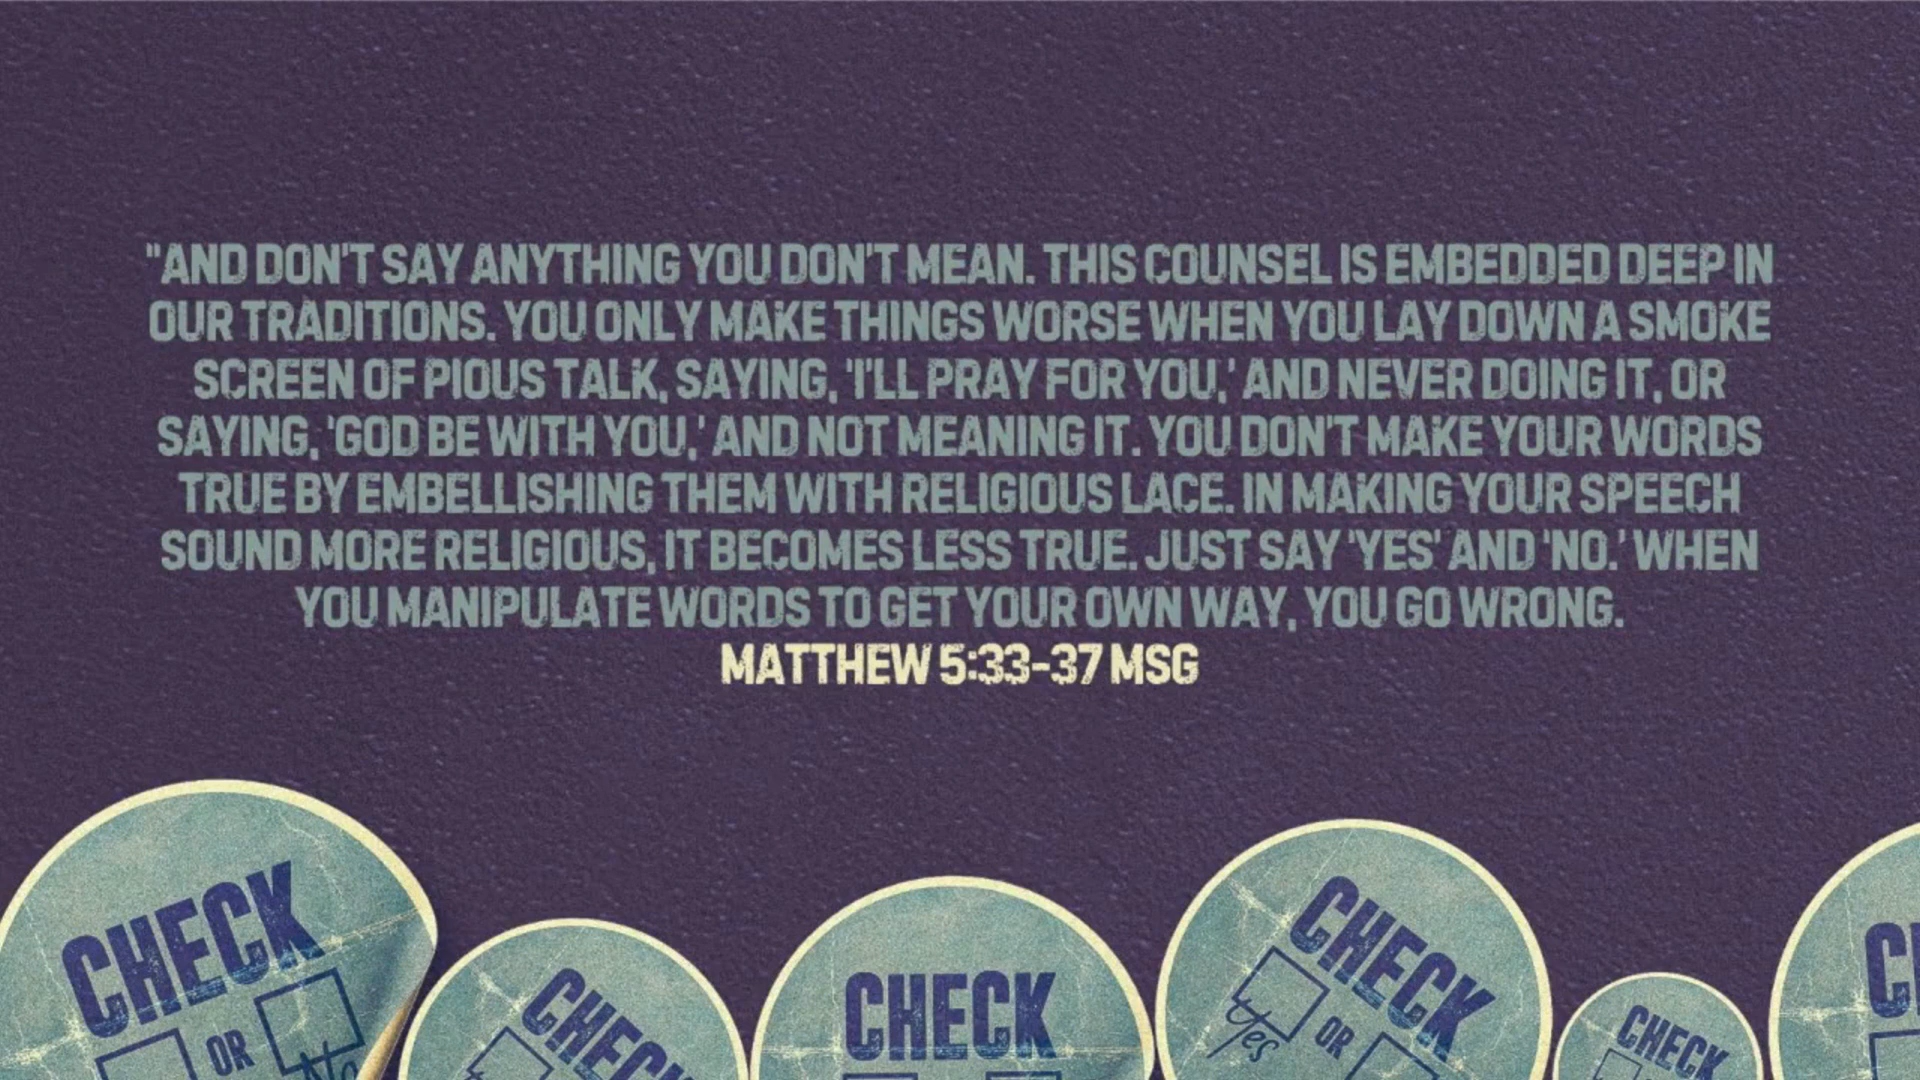 "AND DON'T SAY ANYTHING YOU DON'T MEAN. THIS COUNSEL IS EMBEDDED DEEP IN
OUR TRADITIONS. YOU ONLY MAKE THINGS WORSE WHEN YOU LAY DOWN A SMOKE
SCREEN OF PIOUS TALK, SAYING, 'I'LL PRAY FOR YOU,' AND NEVER DOING IT, OR
SAYING, 'GOD BE WITH YOU,' AND NOT MEANING IT. YOU DON'T MAKE YOUR WORDS
TRUE BY EMBELLISHING THEM WITH RELIGIOUS LACE. IN MAKING YOUR SPEECH
SOUND MORE RELIGIOUS, IT BECOMES LESS TRUE. JUST SAY 'YES' AND 'NO.' WHEN
YOU MANIPULATE WORDS TO GET YOUR OWN WAY, YOU GO WRONG.
MATTHEW 5:33-37 MSG
CHECK
OR
No
CHECK
CHECK
CHECK
Yes
OR
CHECK